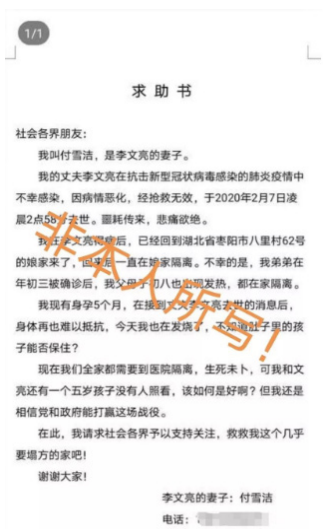 1/1
求 助 书
社会各界朋友:
我叫付雪洁,是李文亮的妻子。
我的丈夫李文亮在抗击新型冠状病毒感染的肺炎疫情中
不幸感染,因病情恶化,经抢救无效,于2020年2月7日凌
晨2点58分去世。噩耗传来,悲痛欲绝。
我在李文亮得病后,已经回到湖北省枣阳市八里村62号
的娘家来了,回来后一直在娘家隔离。不幸的是,我弟弟在
年初三被确诊后,我父母于初八也出现发热,都在家隔离。
我现有身孕5个月,在接到丈夫李文亮去世的消息后,
身体再也难以抵抗,今天我也在发烧了,不知道肚子里的孩
子能否保住?
现在我们全家都需要到医院隔离,生死未卜,可我和文
亮还有一个五岁孩子没有人照看,该如何是好啊?但我还是
相信党和政府能打赢这场战役。
在此,我请求社会各界予以支持关注,救救我这个几乎
要塌方的家吧!
谢谢大家!
李文亮的妻子:付雪洁
电话:
非本人所写!